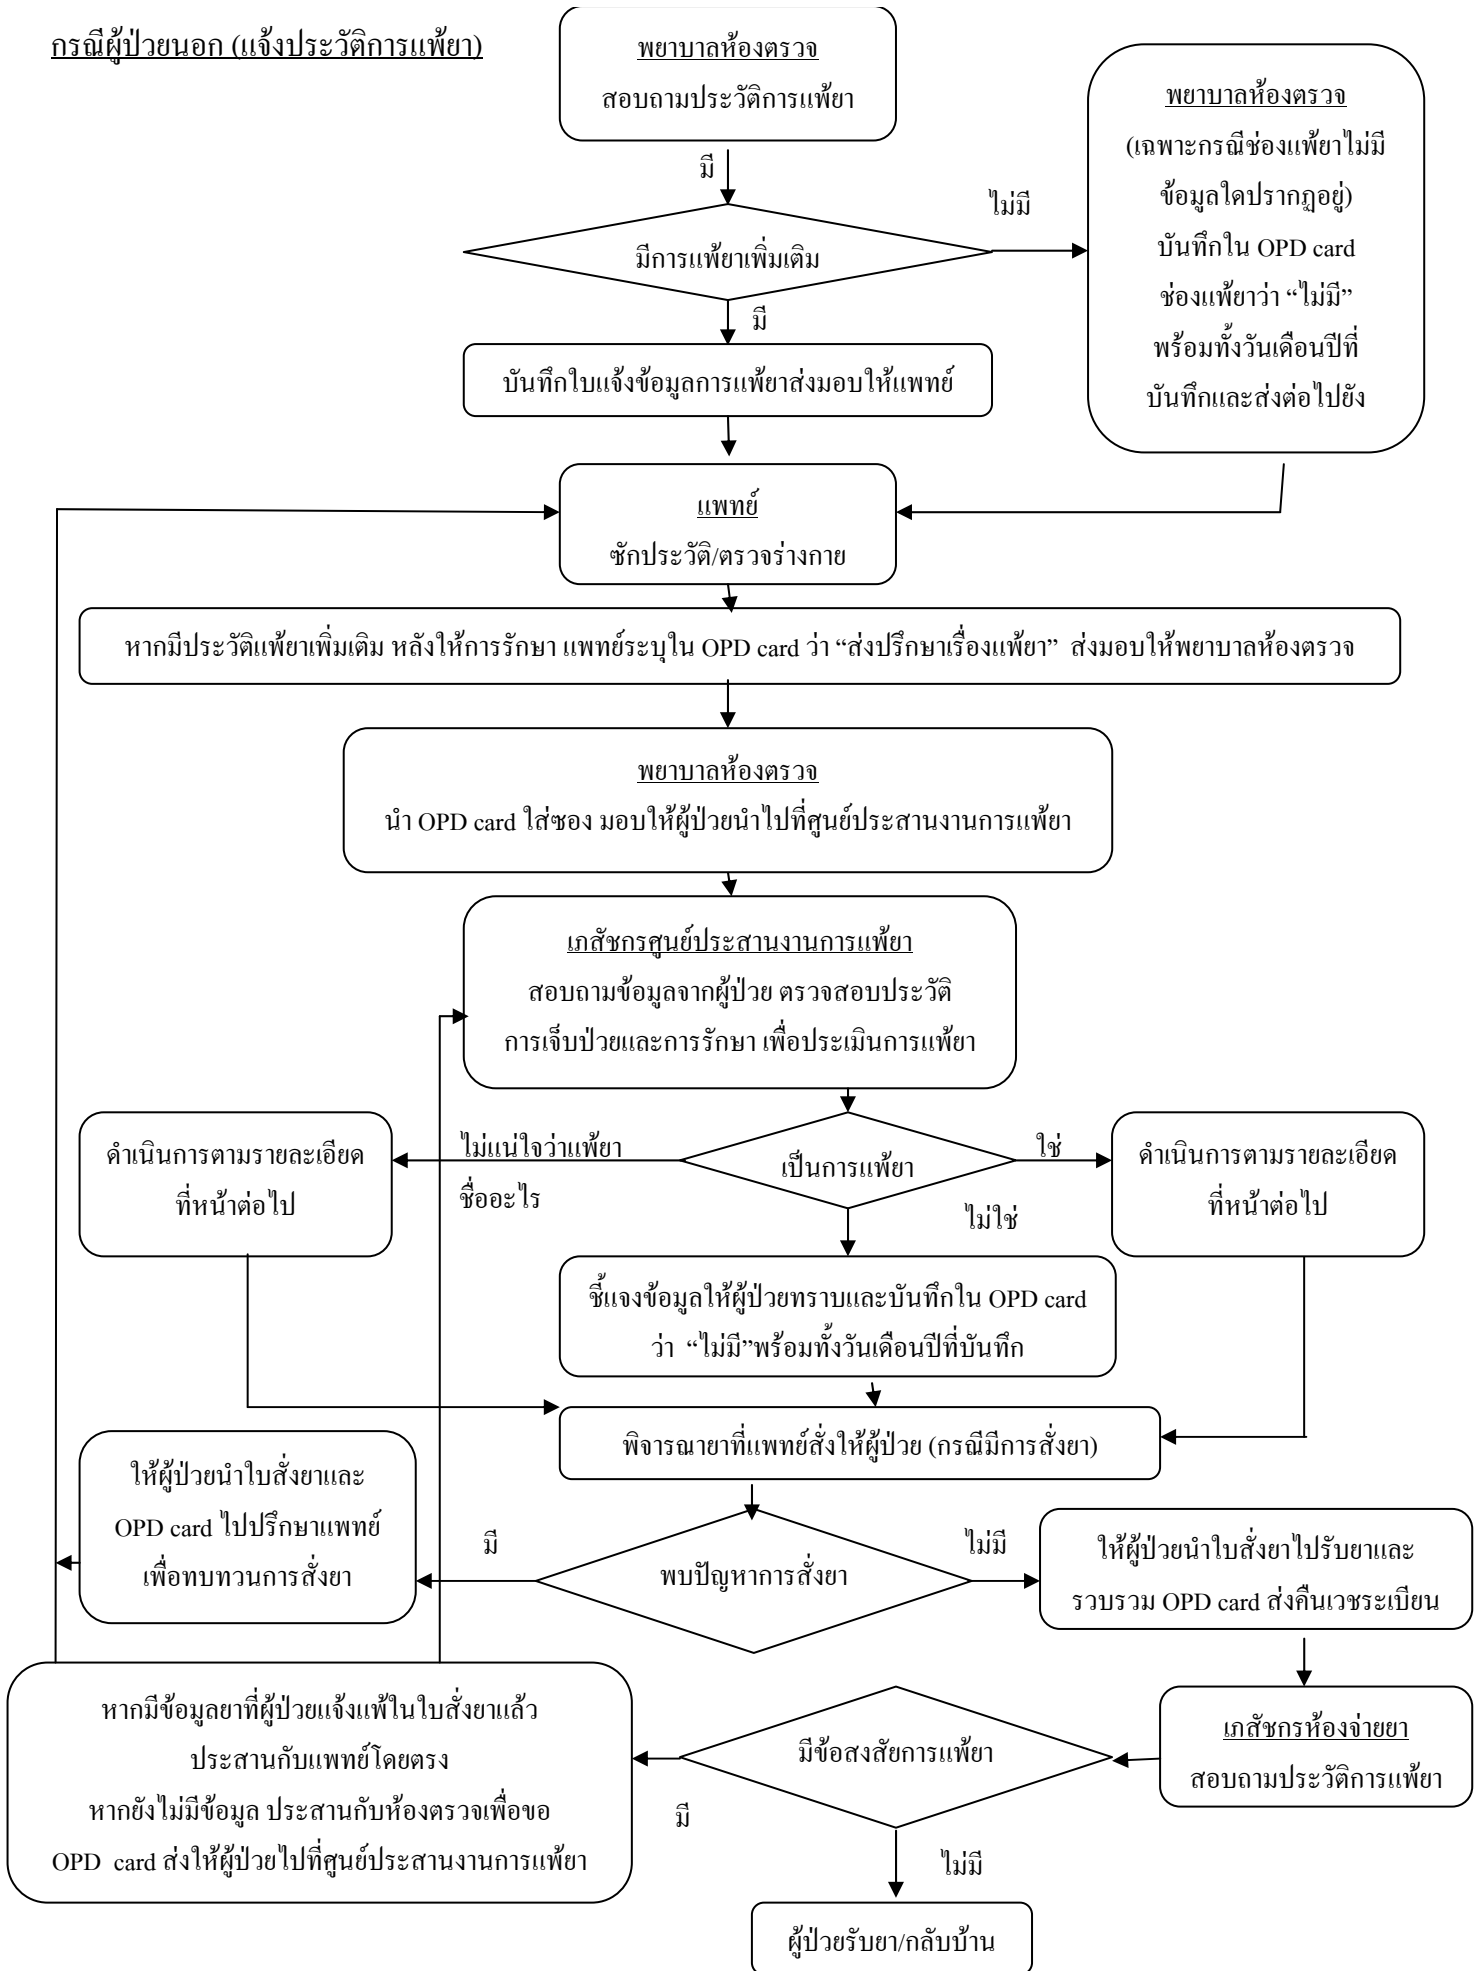 กรณีผู้ป่วยนอก (แจ้งประวัติการแพ้ยา)
พยาบาลห้องตรวจ
สอบถามประวัติการแพ้ยา
มี
ไม่มี
พยาบาลห้องตรวจ
(เฉพาะกรณีช่องแพ้ยาไม่มี
ข้อมูลใดปรากฏอยู่)
บันทึกใน OPD card
ช่องแพ้ยาว่า “ไม่มี”
พร้อมทั้งวันเดือนปีที่
บันทึกและส่งต่อไปยัง
มีการแพ้ยาเพิ่มเติม
มี
บันทึกใบแจ้งข้อมูลการแพ้ยาส่งมอบให้แพทย์
แพทย์
ซักประวัติ/ตรวจร่างกาย
หากมีประวัติแพ้ยาเพิ่มเติม หลังให้การรักษา แพทย์ระบุใน OPD card ว่า “ส่งปรึกษาเรื่องแพ้ยา” ส่งมอบให้พยาบาลห้องตรวจ
พยาบาลห้องตรวจ
นำ OPD card ใส่ซอง มอบให้ผู้ป่วยนำไปที่ศูนย์ประสานงานการแพ้ยา
เภสัชกรศูนย์ประสานงานการแพ้ยา
สอบถามข้อมูลจากผู้ป่วย ตรวจสอบประวัติ
การเจ็บป่วยและการรักษา เพื่อประเมินการแพ้ยา
ดำเนินการตามรายละเอียด
ที่หน้าต่อไป
ไม่แน่ใจว่าแพ้ยา
ชื่ออะไร
เป็นการแพ้ยา
ใช่
ไม่ใช่
ดำเนินการตามรายละเอียด
ที่หน้าต่อไป
ชี้แจงข้อมูลให้ผู้ป่วยทราบและบันทึกใน OPD card
ว่า “ไม่มี”พร้อมทั้งวันเดือนปีที่บันทึก
พิจารณายาที่แพทย์สั่งให้ผู้ป่วย (กรณีมีการสั่งยา)
ให้ผู้ป่วยนำใบสั่งยาและ
OPD card ไปปรึกษาแพทย์
เพื่อทบทวนการสั่งยา
มี
พบปัญหาการสั่งยา
ไม่มี
ให้ผู้ป่วยนำใบสั่งยาไปรับยาและ
รวบรวม OPD card ส่งคืนเวชระเบียน
หากมีข้อมูลยาที่ผู้ป่วยแจ้งแพ้ในใบสั่งยาแล้ว
ประสานกับแพทย์โดยตรง
หากยังไม่มีข้อมูล ประสานกับห้องตรวจเพื่อขอ
OPD card ส่งให้ผู้ป่วยไปที่ศูนย์ประสานงานการแพ้ยา
มี
มีข้อสงสัยการแพ้ยา
ไม่มี
เภสัชกรห้องจ่ายยา
สอบถามประวัติการแพ้ยา
ผู้ป่วยรับยา/กลับบ้าน